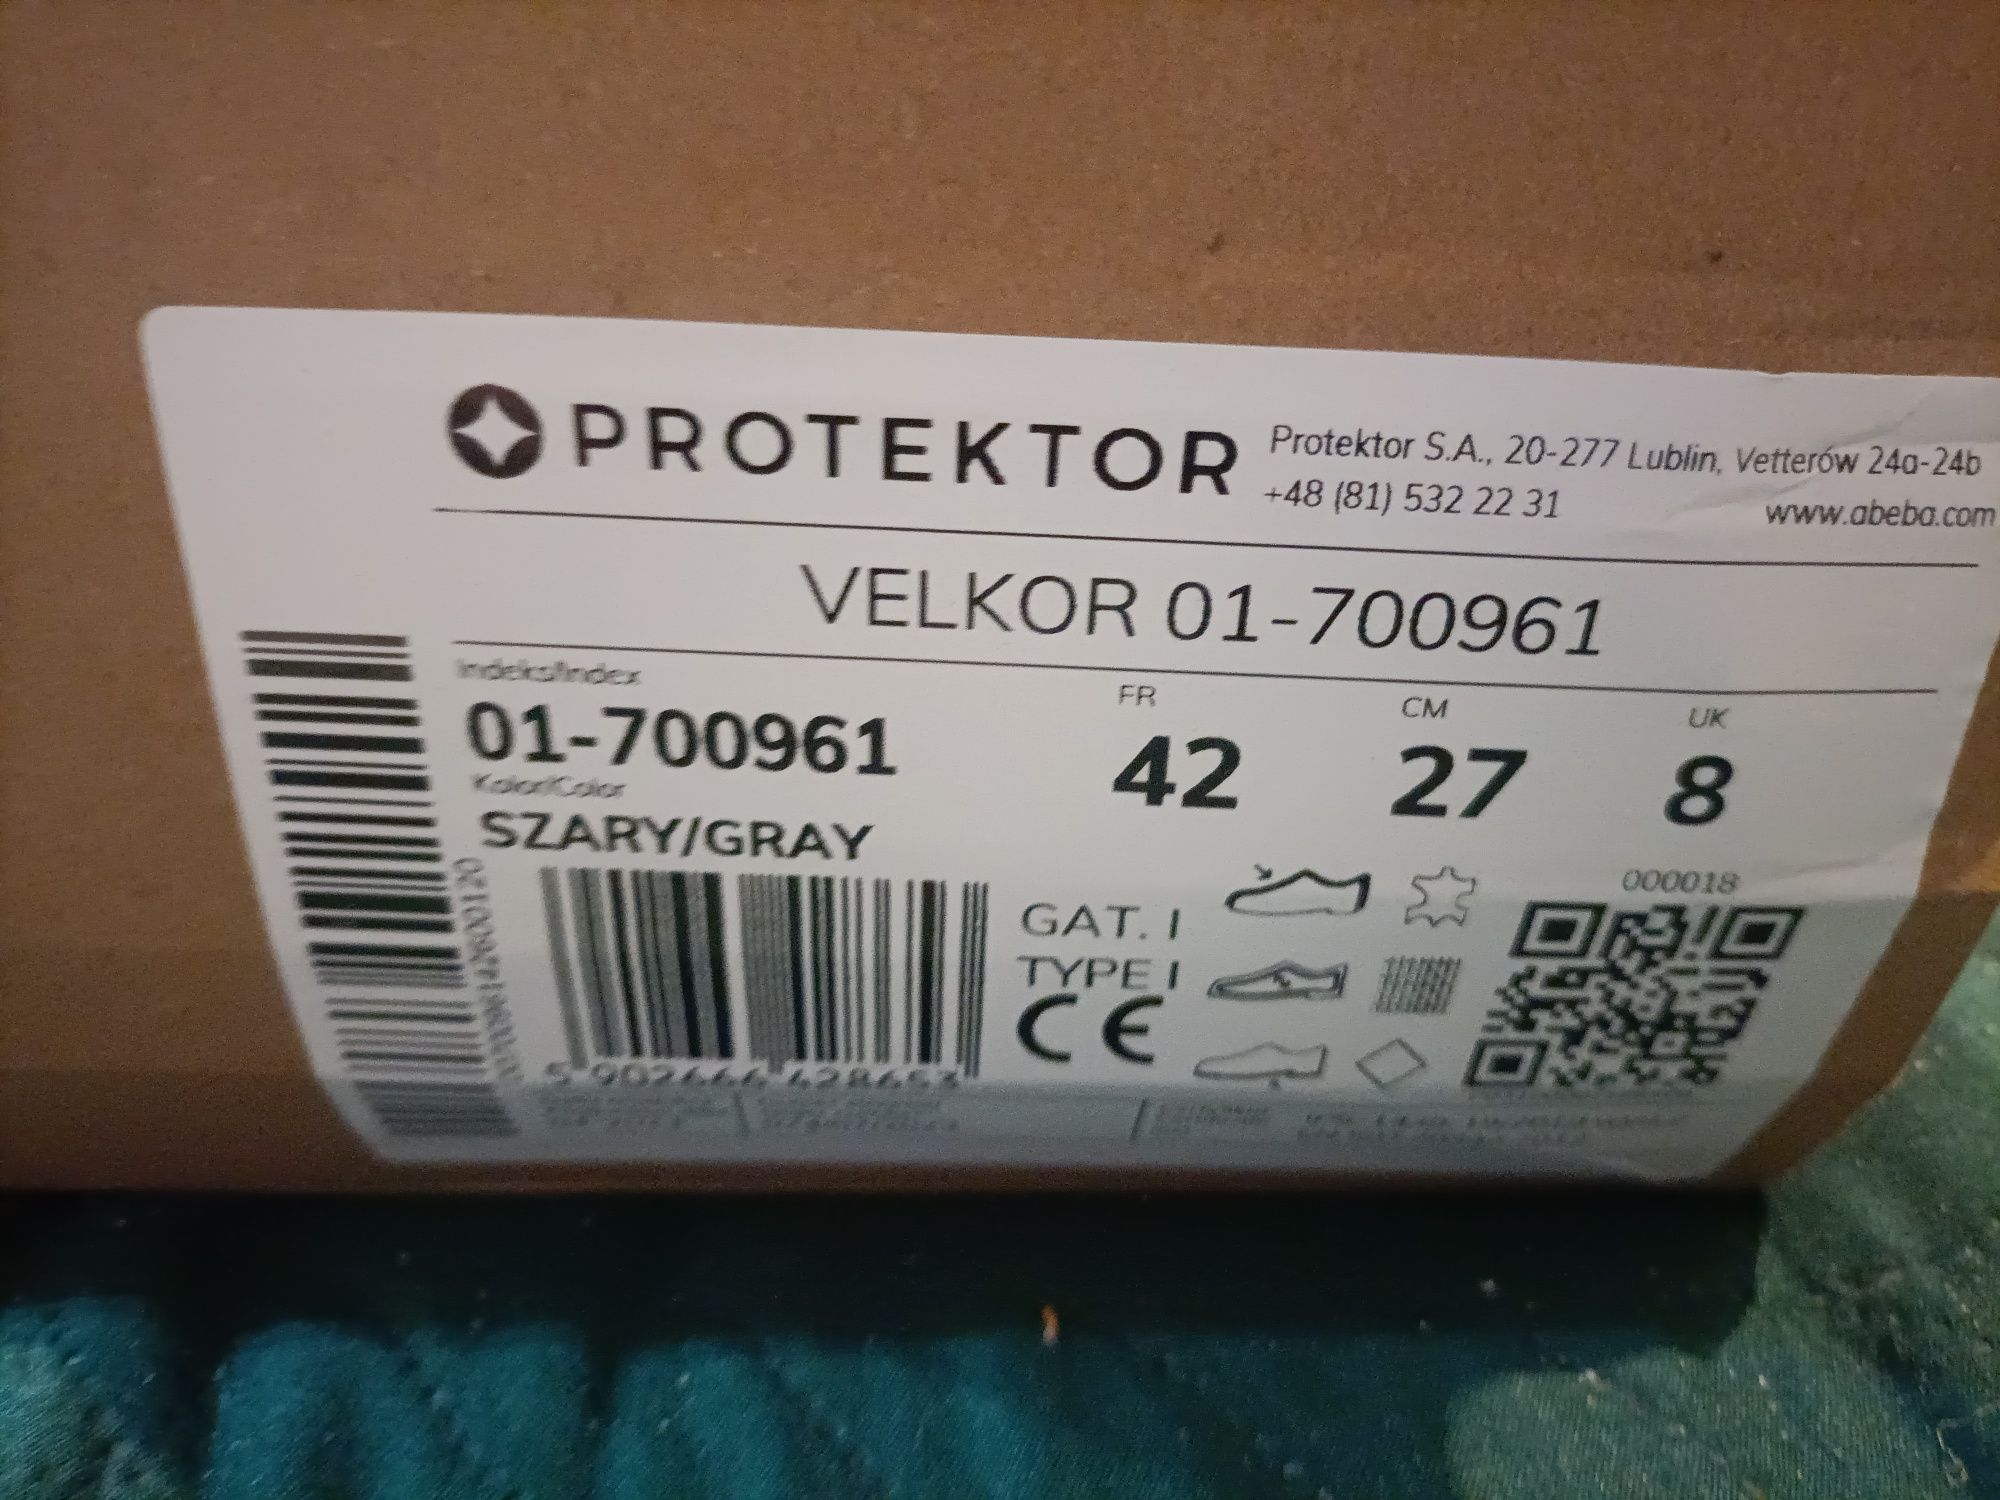 PROTEKTOR
Protektor S.A., 20-277 Lublin, Vetterów 24a-24b
+48 (81) 532 22 31
www.abeba.com
VELKOR 01-700961
Indeks/Index
01-700961
Kolor/Color
SZARY/GRAY
FR
42
CM
27
UK
8
GAT. I
TYPE I
CE
000018